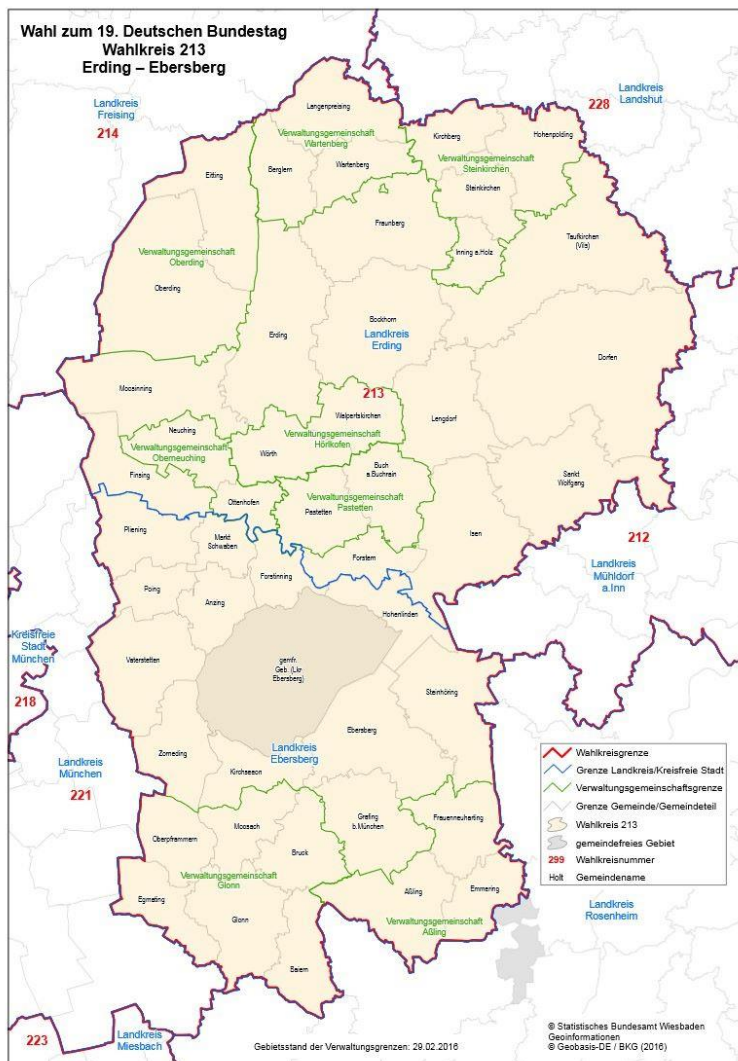 Wahl zum 19. Deutschen Bundestag
Wahlkreis 213
Erding – Ebersberg
Landkreis
Freising
214
228
Landkreis
Landshut
Langenpreising
Verwaltungsgemeinschaft
Wartenberg
Berglern
Wartenberg
Kirchberg
Hohenpolding
Verwaltungsgemeinschaft
Steinkirchen
Steinkirchen
Eitting
Fraunberg
Inning a.Holz
Taufkirchen
(Vils)
Verwaltungsgemeinschaft
Oberding
Oberding
Erding
Bockhorn
Landkreis
Erding
Dorfen
Moosinning
213
Walpertskirchen
Lengdorf
Neuching
Verwaltungsgemeinschaft
Oberneuching
Verwaltungsgemeinschaft
Hörlkofen
Wörth
Finsing
Buch
a.Buchrain
Sankt
Wolfgang
Ottenhofen
Verwaltungsgemeinschaft
Pastetten
Pastetten
Pliening
Markt
Schwaben
Isen
212
Forstern
Landkreis
Mühldorf
a.Inn
Poing
Anzing
Forstinning
Hohenlinden
Kreisfreie
Stadt
München
218
Vaterstetten
gemfr.
Geb. (Lkr
Ebersberg)
Steinhöring
Ebersberg
Zorneding
Landkreis
Ebersberg
Kirchseeon
Landkreis
München
221
Wahlkreisgrenze
Grenze Landkreis/Kreisfreie Stadt
Verwaltungsgemeinschaftsgrenze
Grenze Gemeinde/Gemeindeteil
Wahlkreis 213
gemeindefreies Gebiet
299 Wahlkreisnummer
Holt Gemeindename
Oberpframmern
Moosach
Grafing
b.München
Frauenneuharting
Bruck
Verwaltungsgemeinschaft
Glonn
Egmating
Glonn
Aßling
Emmering
Verwaltungsgemeinschaft
Aßling
Landkreis
Rosenheim
Baiern
223
Landkreis
Miesbach
Gebietsstand der Verwaltungsgrenzen: 29.02.2016
© Statistisches Bundesamt Wiesbaden
Geoinformationen
© Geobasis-DE / BKG (2016)